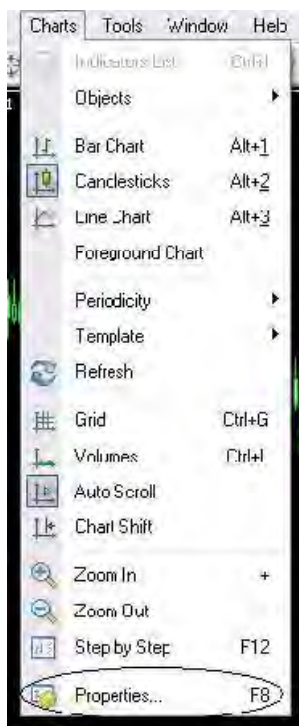 Charts Tools Window Help
Indicators List Ctrl+I
Objects
Bar Chart Alt+1
Candlesticks Alt+2
Line Chart Alt+3
Foreground Chart
Periodicity
Template
Refresh
Grid Ctrl+G
Volumes Ctrl+L
Auto Scroll
Chart Shift
Zoom In +
Zoom Out
Step by Step F12
Properties... F8